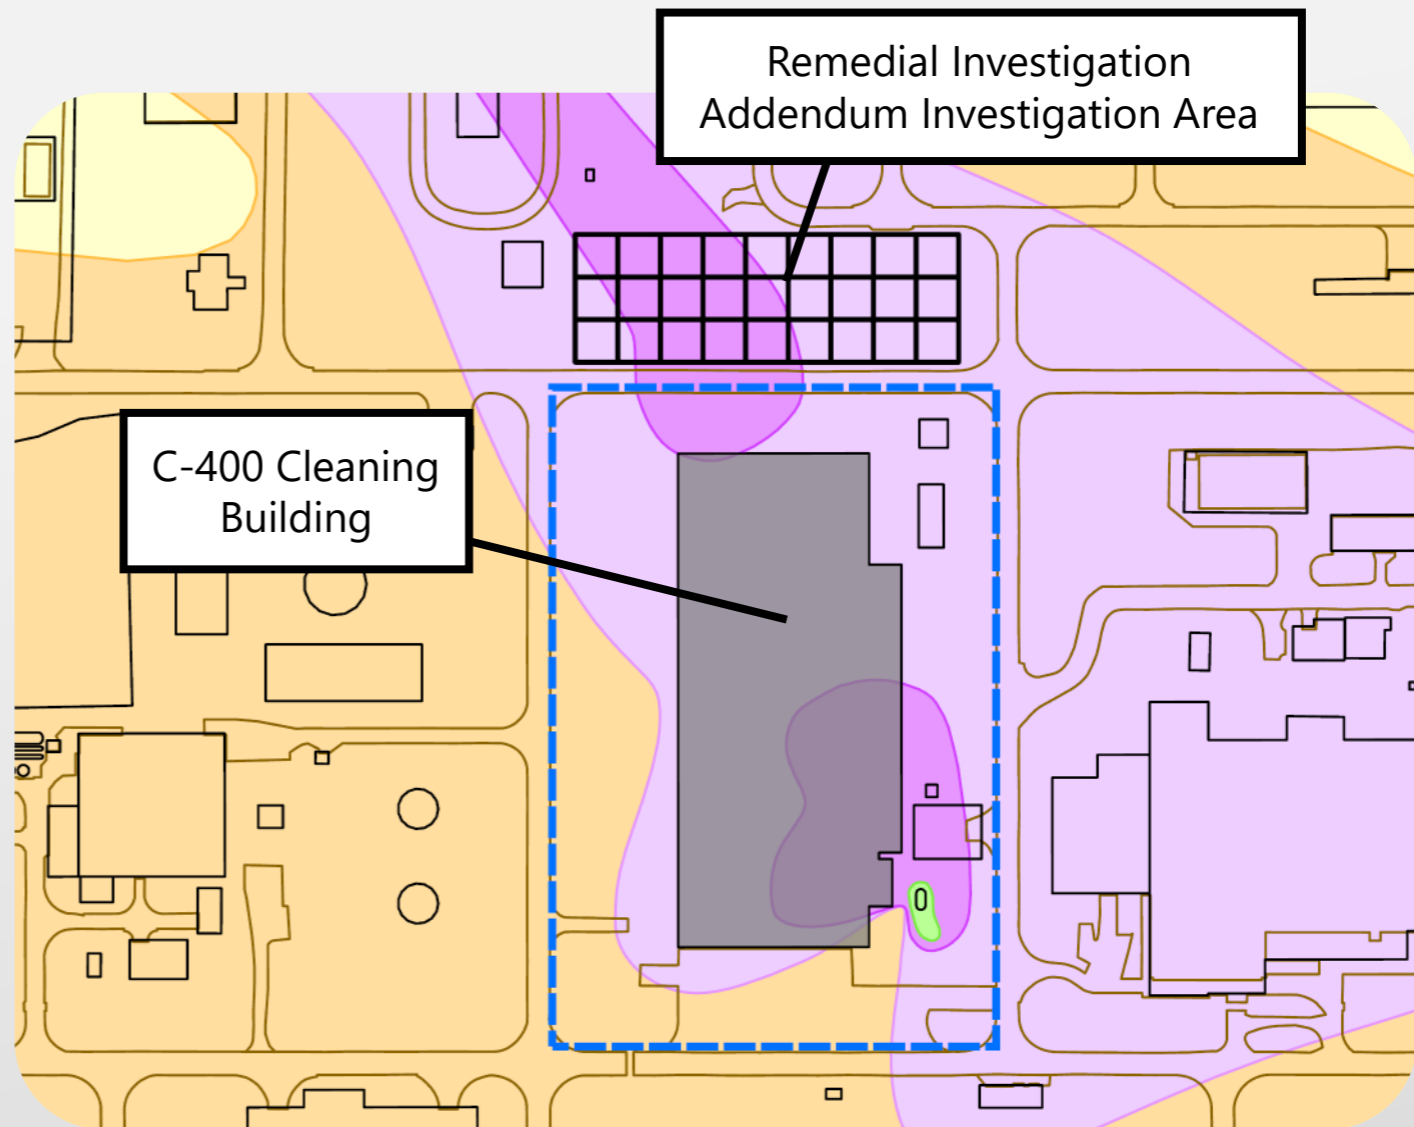 Remedial Investigation
Addendum Investigation Area
C-400 Cleaning
Building